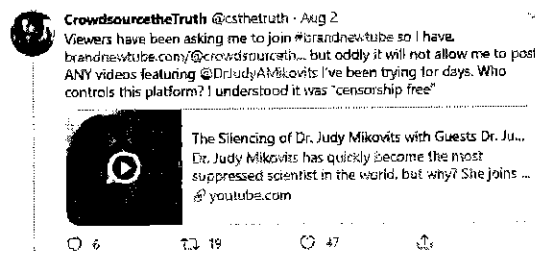 CrowdsourcetheTruth @csthetruth · Aug 2
Viewers have been asking me to join #brandnewtube so I have.
brandnewtube.com/@crowdsourceth... but oddly it will not allow me to post
ANY videos featuring @DrJudyAMikovits I've been trying for days. Who
controls this platform? I understood it was "censorship free"
The Silencing of Dr. Judy Mikovits with Guests Dr. Ju...
Dr. Judy Mikovits has quickly become the most
suppressed scientist in the world, but why? She joins ...
youtube.com
6 19 47